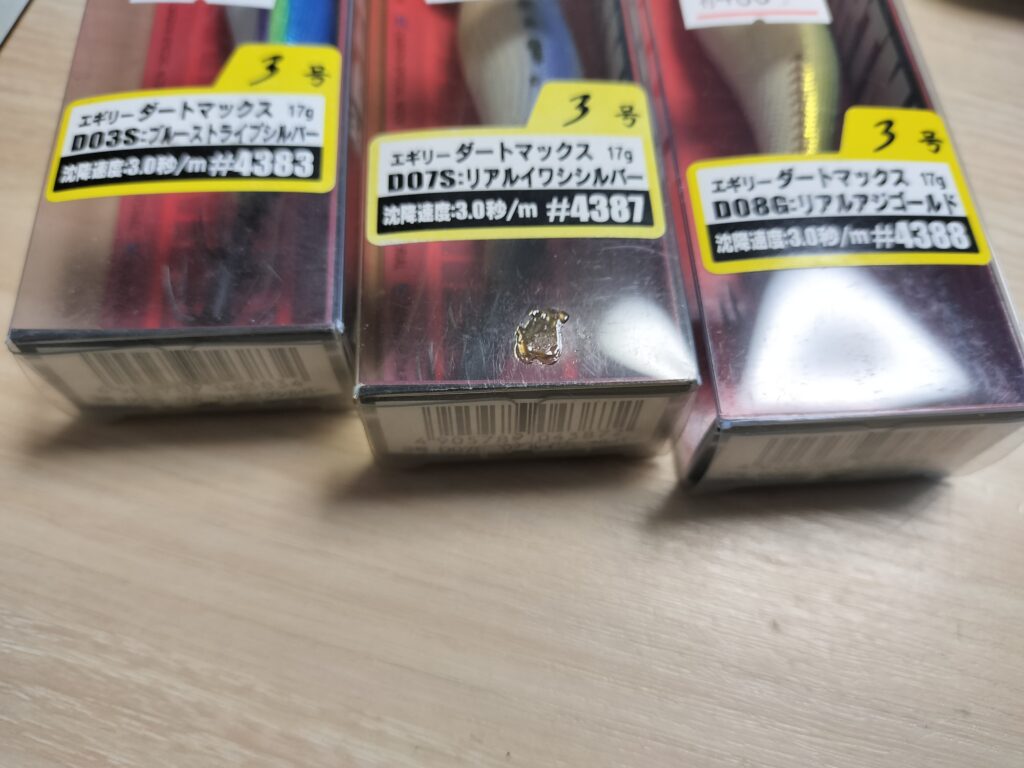 3号
エギリー ダートマックス 17g
D03S:ブルーストライプシルバー
沈降速度:3.0秒/m #4383
3号
エギリー ダートマックス 17g
D07S:リアルイワシシルバー
沈降速度:3.0秒/m #4387
3号
エギリー ダートマックス 17g
D08G:リアルアジゴールド
沈降速度:3.0秒/m #4388